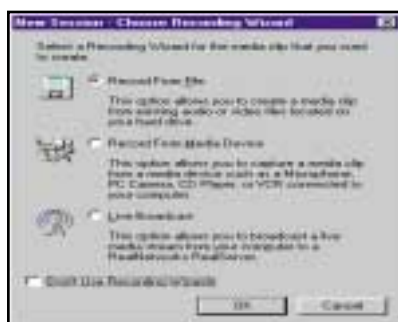 New Session - Choose Recording Wizard
Select a Recording Wizard for the media clip that you want
to create.
Record From File
This option allows you to create a media clip
from existing audio or video files located on
your hard drive.
Record From Media Device
This option allows you to capture a media clip
from a media device such as a Microphone,
PC Camera, CD Player, or VCR connected to
your computer.
Live Broadcast
This option allows you to broadcast a live
media stream from your computer to a
RealNetworks RealServer.
Don't Use Recording Wizards
OK
Cancel